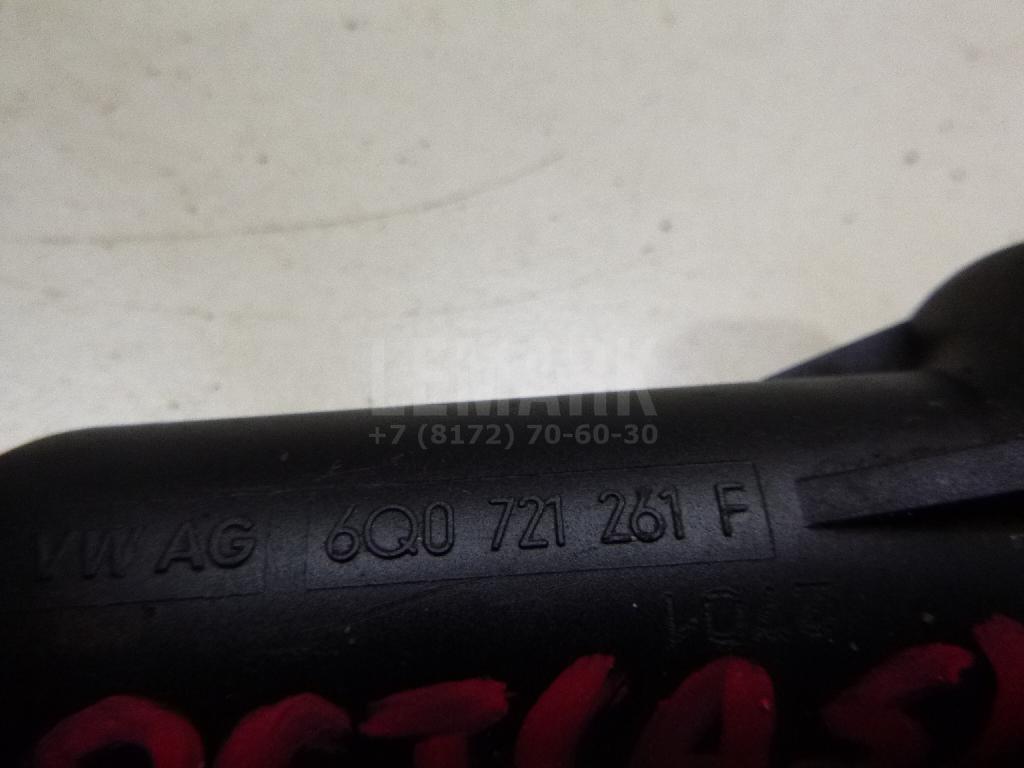 LEMARK
+7 (8172) 70-60-30
VW AG 6Q0 721 261 F